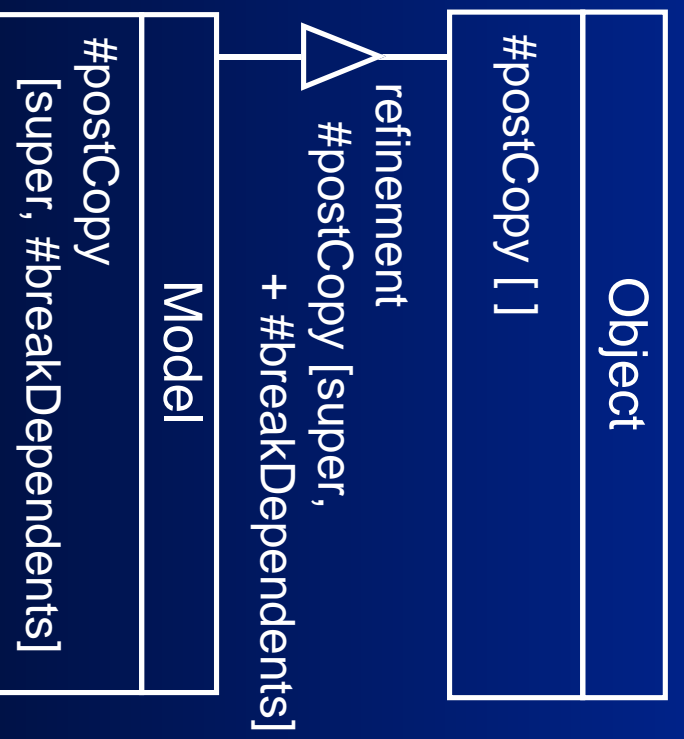 Object
#postCopy [ ]
refinement
#postCopy [super,
+ #breakDependents]
Model
#postCopy
[super, #breakDependents]